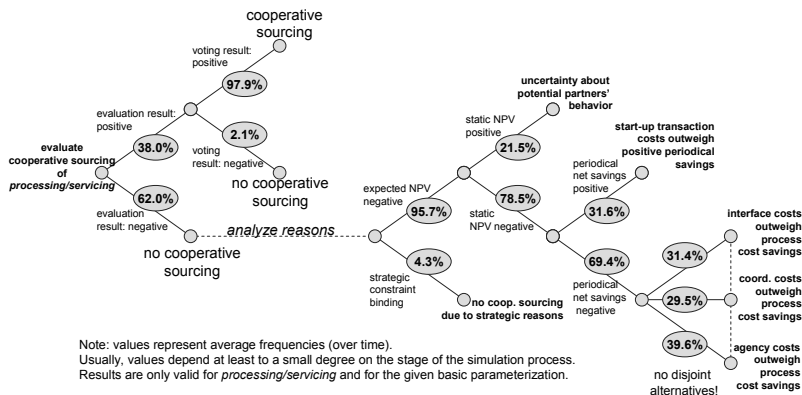 cooperative
sourcing
voting result:
positive
97.9%
evaluation result:
positive
38.0%
2.1%
voting
result: negative
no cooperative
sourcing
evaluate
cooperative sourcing
of
processing/servicing
62.0%
evaluation
result: negative
no cooperative
sourcing
analyze reasons
expected NPV
negative
95.7%
4.3%
strategic
constraint
binding
no coop. sourcing
due to strategic reasons
static NPV
positive
21.5%
uncertainty about
potential partners'
behavior
78.5%
static
NPV negative
periodical
net savings
positive
31.6%
start-up transaction
costs outweigh
positive periodical
savings
69.4%
periodical
net savings
negative
31.4%
interface costs
outweigh
process
cost savings
29.5%
coord. costs
outweigh
process
cost savings
39.6%
agency costs
outweigh
process
cost savings
no disjoint
alternatives!
Note: values represent average frequencies (over time).
Usually, values depend at least to a small degree on the stage of the simulation process.
Results are only valid for processing/servicing and for the given basic parameterization.